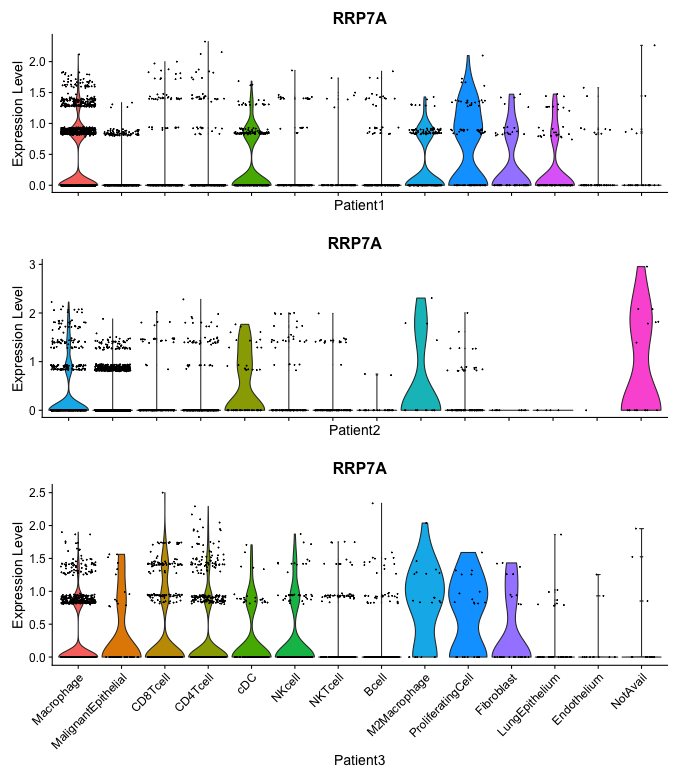 RRP7A
Expression Level
2.0
1.5
1.0
0.5
0.0
Patient1
RRP7A
Expression Level
3
2
1
0
Patient2
RRP7A
Expression Level
2.5
2.0
1.5
1.0
0.5
0.0
Macrophage
MalignantEpithelial
CD8Tcell
CD4Tcell
cDC
NKcell
NKTcell
Bcell
M2Macrophage
ProliferatingCell
Fibroblast
LungEpithelium
Endothelium
NotAvail
Patient3